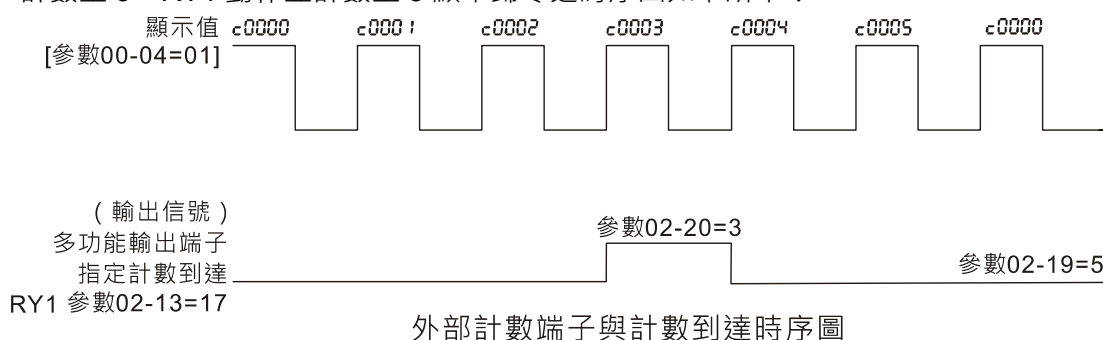 顯示值 c0000 c0001 c0002 c0003 c0004 c0005 c0000
[參數00-04=01]
(輸出信號)
多功能輸出端子
參數02-20=3
指定計數到達
參數02-19=5
RY1 參數02-13=17
外部計數端子與計數到達時序圖